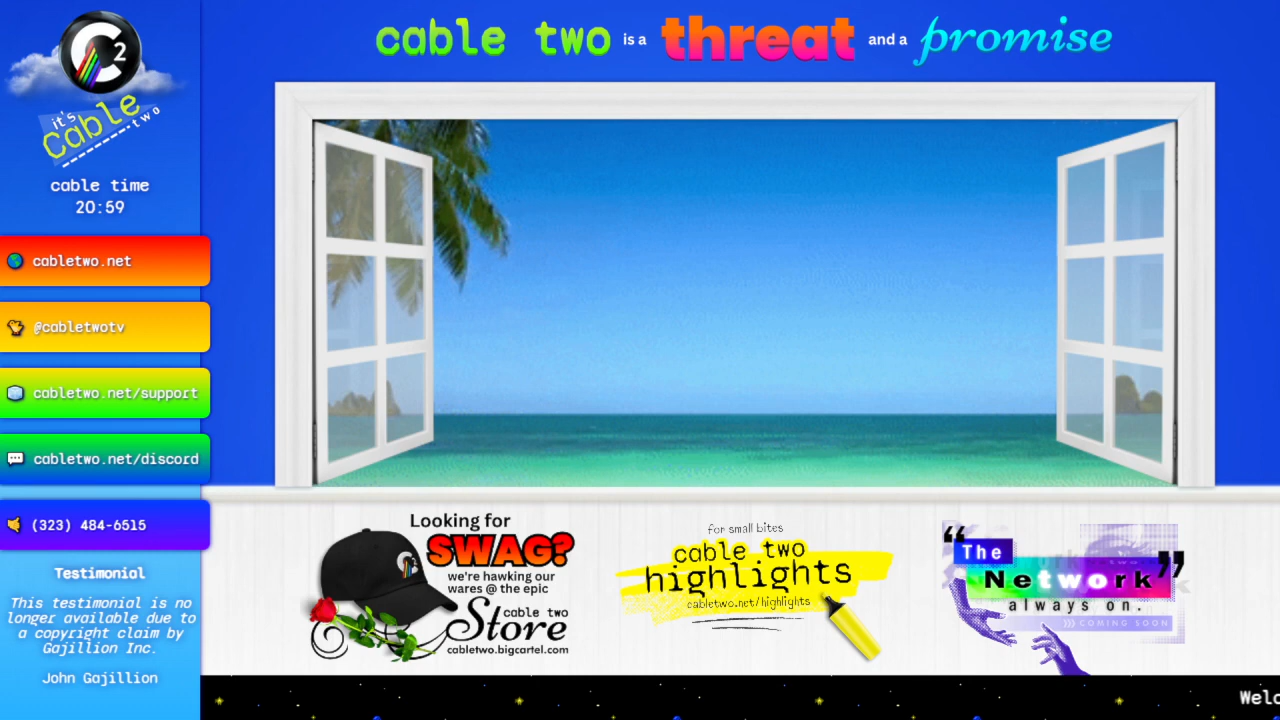 cable two is a threat and a promise
C2
it's
cable
two
cable time
20:59
cabletwo.net
@cabletwotv
cabletwo.net/support
cabletwo.net/discord
(323) 484-6515
Testimonial
This testimonial is no
longer available due to
a copyright claim by
Gajillion Inc.
John Gajillion
Looking for
SWAG?
we're hawking our
wares @ the epic
cable two
Store
cabletwo.bigcartel.com
for small bites
cable two
highlights
cabletwo.net/highlights
"The
Network"
always on.
))) COMING SOON
Welc